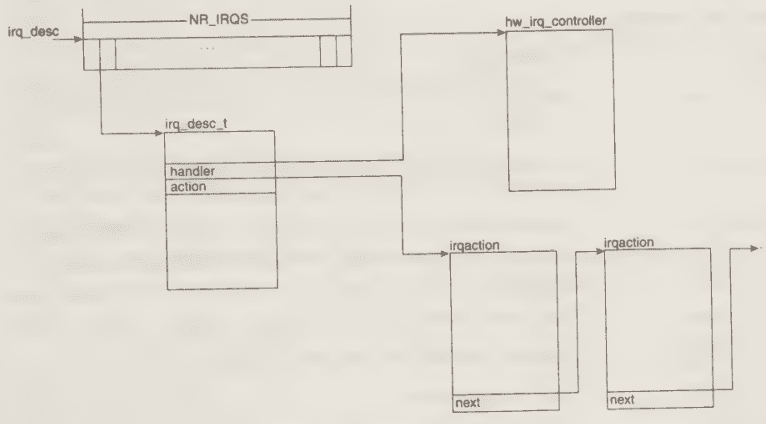 NR_IRQS
irq_desc
...
hw_irq_controller
irq_desc_t
handler
action
irqaction
irqaction
next
next